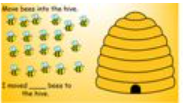 Move bees into the hive.
I moved ____ bees to
the hive.